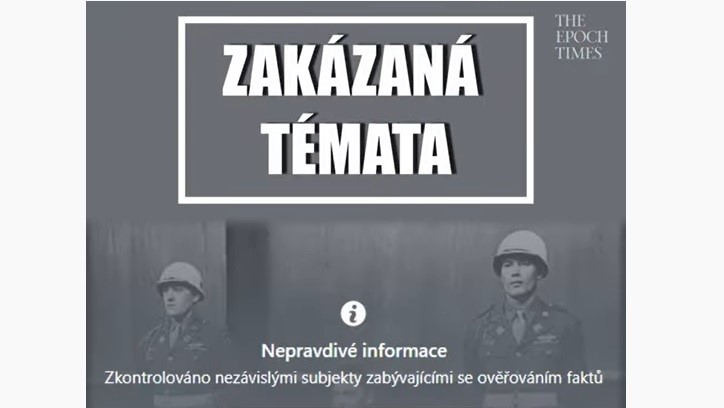 THE
EPOCH
TIMES
ZAKÁZANÁ
TÉMATA
Nepravdivé informace
Zkontrolováno nezávislými subjekty zabývajícími se ověřováním faktů